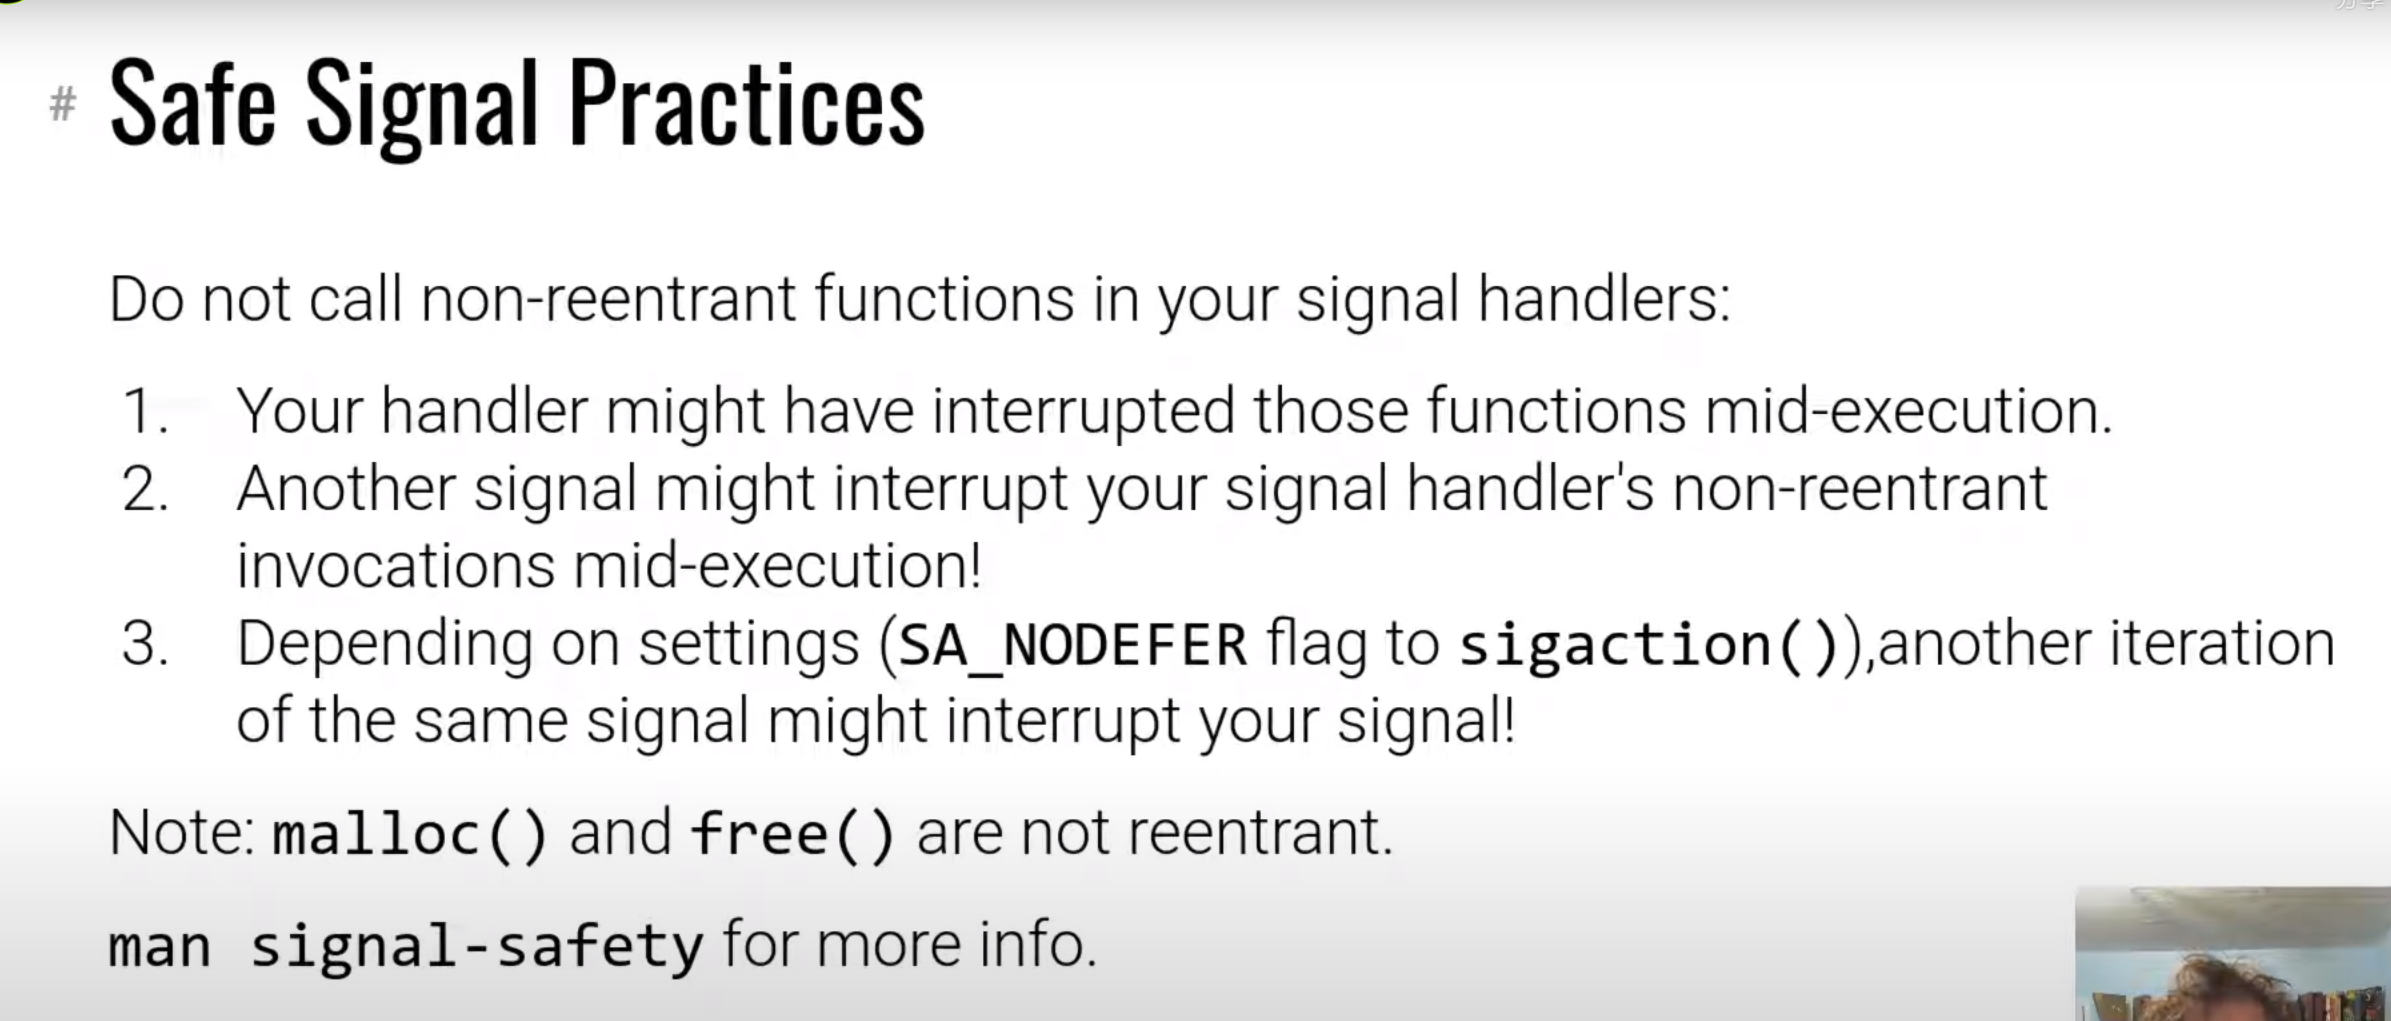 分享
# Safe Signal Practices
Do not call non-reentrant functions in your signal handlers:
1. Your handler might have interrupted those functions mid-execution.
2. Another signal might interrupt your signal handler's non-reentrant
invocations mid-execution!
3. Depending on settings (SA_NODEFER flag to sigaction()),another iteration
of the same signal might interrupt your signal!
Note: malloc() and free() are not reentrant.
man signal-safety for more info.